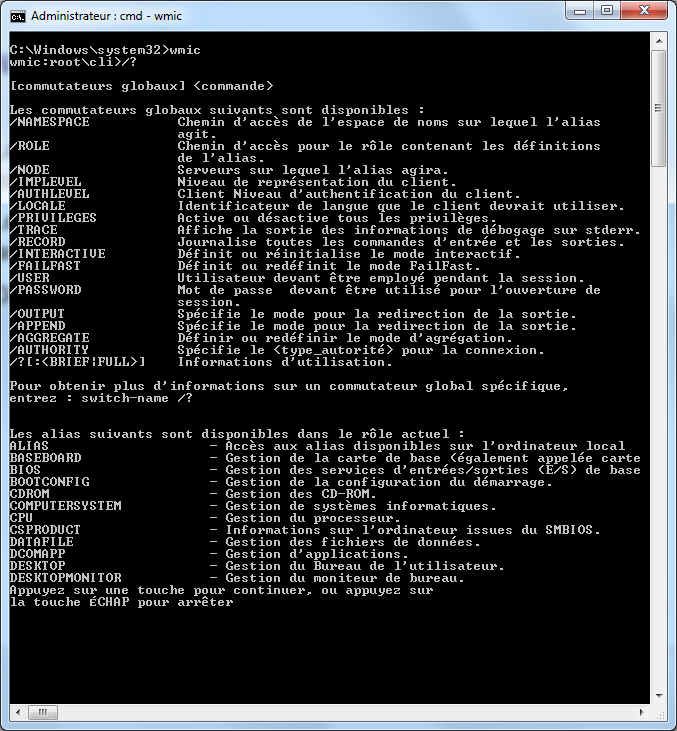 Administrateur : cmd - wmic
C:\Windows\system32>wmic
wmic:root\cli>/?
[commutateurs globaux] <commande>
Les commutateurs globaux suivants sont disponibles :
/NAMESPACE Chemin d'accès de l'espace de noms sur lequel l'alias
agit.
/ROLE Chemin d'accès pour le rôle contenant les définitions
de l'alias.
/NODE Serveurs sur lequel l'alias agira.
/IMPLEVEL Niveau de représentation du client.
/AUTHLEVEL Client Niveau d'authentification du client.
/LOCALE Identificateur de langue que le client devrait utiliser.
/PRIVILEGES Active ou désactive tous les privilèges.
/TRACE Affiche la sortie des informations de débogage sur stderr.
/RECORD Journalise toutes les commandes d'entrée et les sorties.
/INTERACTIVE Définit ou réinitialise le mode interactif.
/FAILFAST Définit ou redéfinit le mode FailFast.
/USER Utilisateur devant être employé pendant la session.
/PASSWORD Mot de passe  devant être utilisé pour l'ouverture de
session.
/OUTPUT Spécifie le mode pour la redirection de la sortie.
/APPEND Spécifie le mode pour la redirection de la sortie.
/AGGREGATE Définir ou redéfinir le mode d'agrégation.
/AUTHORITY Spécifie le <type_autorité> pour la connexion.
/?[:<BRIEF|FULL>] Informations d'utilisation.
Pour obtenir plus d'informations sur un commutateur global spécifique,
entrez : switch-name /?
Les alias suivants sont disponibles dans le rôle actuel :
ALIAS - Accès aux alias disponibles sur l'ordinateur local
BASEBOARD - Gestion de la carte de base (également appelée carte
BIOS - Gestion des services d'entrées/sorties (E/S) de base
BOOTCONFIG - Gestion de la configuration du démarrage.
CDROM - Gestion des CD-ROM.
COMPUTERSYSTEM - Gestion de systèmes informatiques.
CPU - Gestion du processeur.
CSPRODUCT - Informations sur l'ordinateur issues du SMBIOS.
DATAFILE - Gestion des fichiers de données.
DCOMAPP - Gestion d'applications.
DESKTOP - Gestion du Bureau de l'utilisateur.
DESKTOPMONITOR - Gestion du moniteur de bureau.
Appuyez sur une touche pour continuer, ou appuyez sur
la touche ÉCHAP pour arrêter